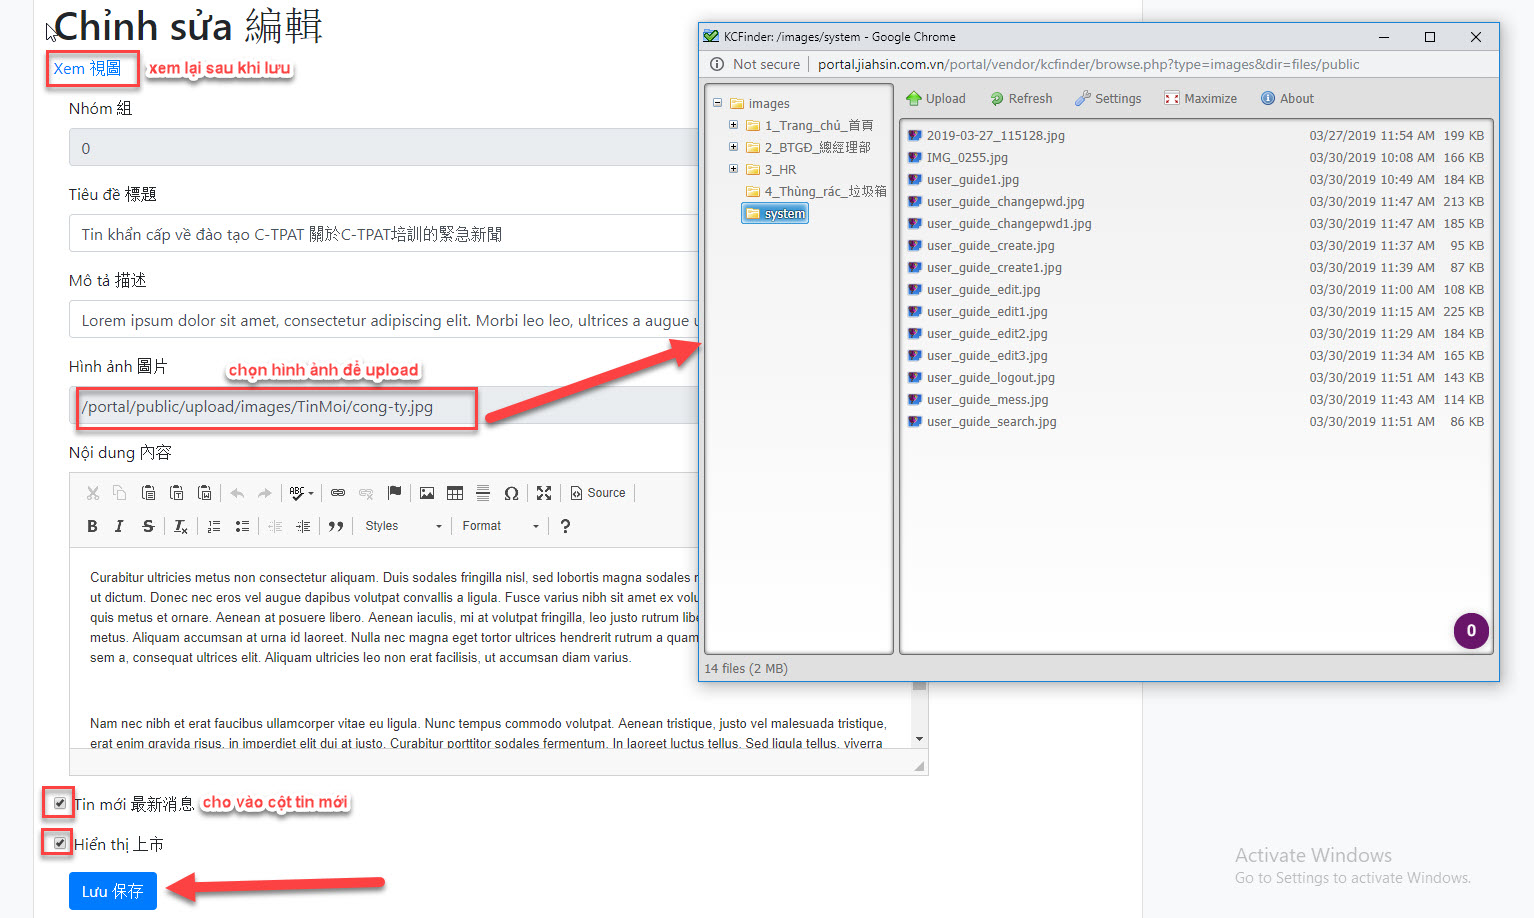 Chỉnh sửa 編輯
Xem 視圖
xem lại sau khi lưu
Nhóm 組
0
Tiêu đề 標題
Tin khẩn cấp về đào tạo C-TPAT 關於C-TPAT培訓的緊急新聞
Mô tả 描述
Lorem ipsum dolor sit amet, consectetur adipiscing elit. Morbi leo leo, ultrices a augue u
Hình ảnh 圖片
chọn hình ảnh để upload
/portal/public/upload/images/TinMoi/cong-ty.jpg
Nội dung 內容
ABC
Source
B I S Tx
Styles
Format
?
Curabitur ultricies metus non consectetur aliquam. Duis sodales fringilla nisl, sed lobortis magna sodales
ut dictum. Donec nec eros vel augue dapibus volutpat convallis a ligula. Fusce varius nibh sit amet ex volu
quis metus et ornare. Aenean at posuere libero. Aenean iaculis, mi at volutpat fringilla, leo justo rutrum libe
metus. Aliquam accumsan at urna id laoreet. Nulla nec magna eget tortor ultrices hendrerit rutrum a quam
sem a, consequat ultrices elit. Aliquam ultricies leo non erat facilisis, ut accumsan diam varius.
Nam nec nibh et erat faucibus ullamcorper vitae eu ligula. Nunc tempus commodo volutpat. Aenean tristique, justo vel malesuada tristique,
erat enim gravida risus, in imperdiet elit dui at justo. Curabitur porttitor sodales fermentum. In laoreet luctus tellus. Sed ligula tellus, viverra
Tin mới 最新消息
cho vào cột tin mới
Hiển thị 上市
Lưu 保存
KCFinder: /images/system - Google Chrome
Not secure
portal.jiahsin.com.vn/portal/vendor/kcfinder/browse.php?type=images&dir=files/public
images
1_Trang_chủ_首頁
2_BTGĐ_總經理部
3_HR
4_Thùng_rác_垃圾箱
system
Upload
Refresh
Settings
Maximize
About
2019-03-27_115128.jpg 03/27/2019 11:54 AM 199 KB
IMG_0255.jpg 03/30/2019 10:08 AM 166 KB
user_guide1.jpg 03/30/2019 10:49 AM 184 KB
user_guide_changepwd.jpg 03/30/2019 11:47 AM 213 KB
user_guide_changepwd1.jpg 03/30/2019 11:47 AM 185 KB
user_guide_create.jpg 03/30/2019 11:37 AM 95 KB
user_guide_create1.jpg 03/30/2019 11:39 AM 87 KB
user_guide_edit.jpg 03/30/2019 11:00 AM 108 KB
user_guide_edit1.jpg 03/30/2019 11:15 AM 225 KB
user_guide_edit2.jpg 03/30/2019 11:29 AM 184 KB
user_guide_edit3.jpg 03/30/2019 11:34 AM 165 KB
user_guide_logout.jpg 03/30/2019 11:51 AM 143 KB
user_guide_mess.jpg 03/30/2019 11:43 AM 114 KB
user_guide_search.jpg 03/30/2019 11:51 AM 86 KB
0
14 files (2 MB)
Activate Windows
Go to Settings to activate Windows.